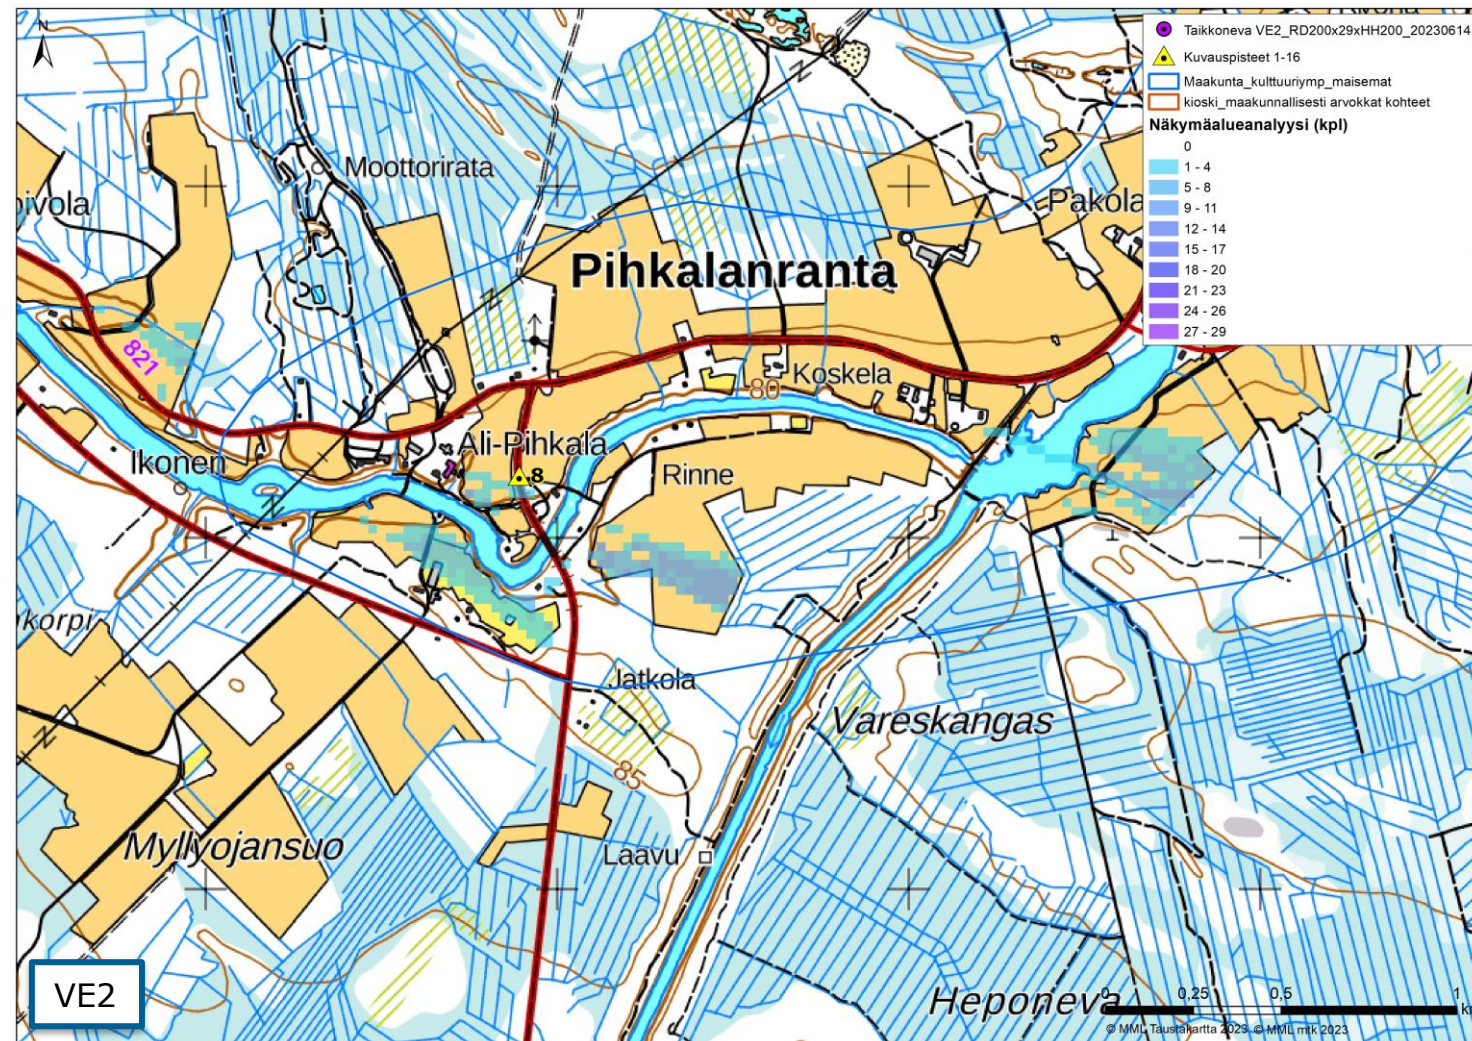 N
Taikkoneva VE2_RD200x29xHH200_20230614
Kuvauspisteet 1-16
Maakunta_kulttuuriymp_maisemat
kioski_maakunnallisesti arvokkat kohteet
Näkymäalueanalyysi (kpl)
0
1 - 4
5 - 8
9 - 11
12 - 14
15 - 17
18 - 20
21 - 23
24 - 26
27 - 29
Moottorirata
oivola
Pakola
Pihkalanranta
821
Koskela
80
Ali-Pihkala
Ikonen
8
Rinne
korpi
Jatkola
Vareskangas
85
Myllyojansuo
Laavu
VE2
Heponeva
0 0,25 0,5 1
km
© MML Taustakartta 2023 © MML mtk 2023